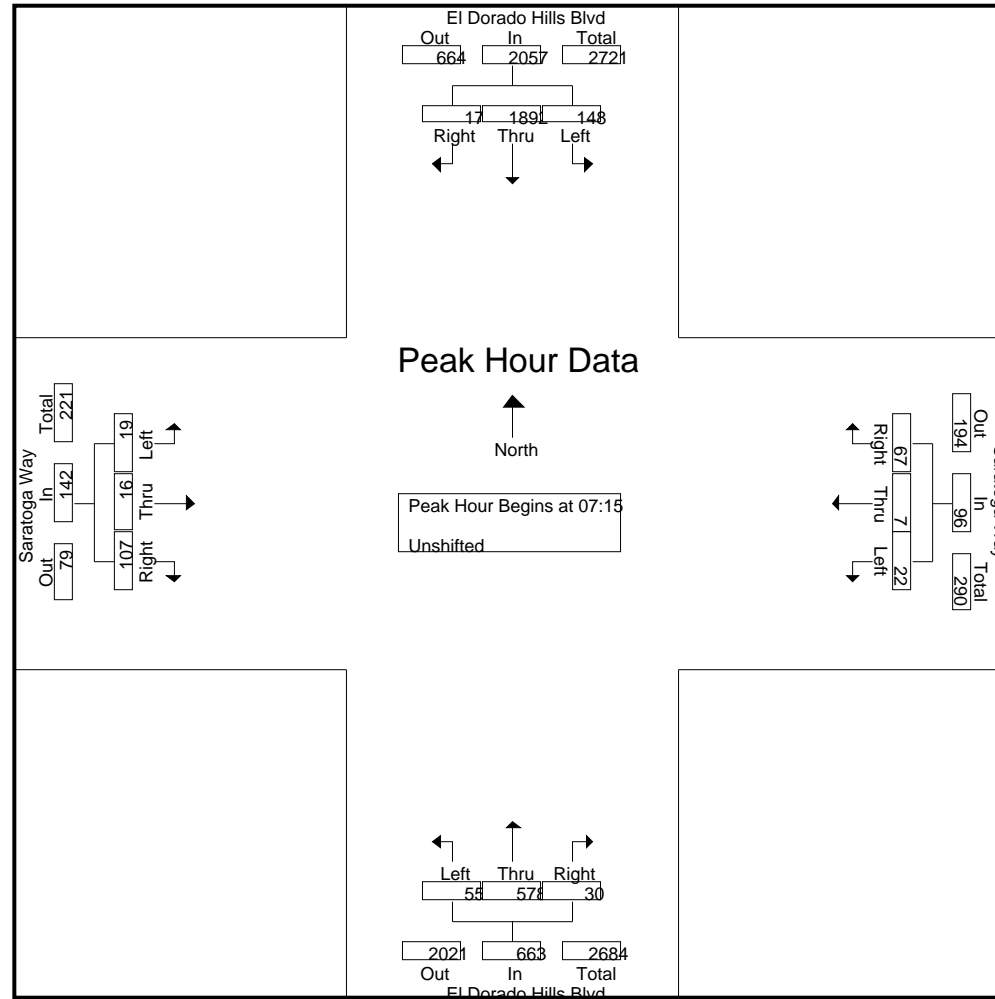 El Dorado Hills Blvd
Out In Total
664 2057 2721
17 1892 148
Right Thru Left
Peak Hour Data
North
Peak Hour Begins at 07:15
Unshifted
Saratoga Way
Total In Out
221 142 79
19 16 107
Left Thru Right
Right Thru Left
67 7 22
194 96 290
Out In Total
Left Thru Right
55 578 30
2021 663 2684
Out In Total
El Dorado Hills Blvd